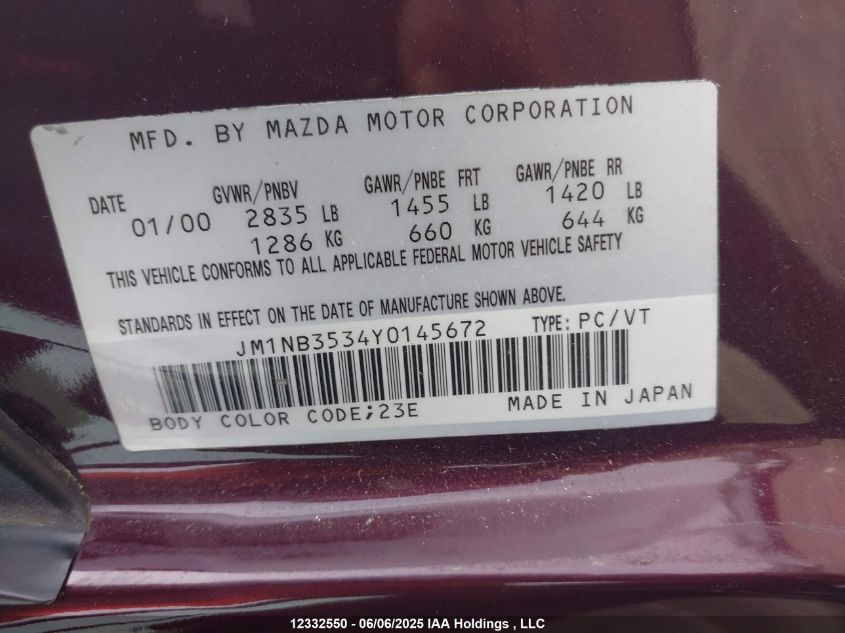 MFD. BY MAZDA MOTOR CORPORATION
DATE GVWR/PNBV GAWR/PNBE FRT GAWR/PNBE RR
01/00 2835 LB 1455 LB 1420 LB
1286 KG 660 KG 644 KG
THIS VEHICLE CONFORMS TO ALL APPLICABLE FEDERAL MOTOR VEHICLE SAFETY
STANDARDS IN EFFECT ON THE DATE OF MANUFACTURE SHOWN ABOVE.
JM1NB3534Y0145672 TYPE: PC/VT
BODY COLOR CODE;23E MADE IN JAPAN
12332550 - 06/06/2025 IAA Holdings , LLC